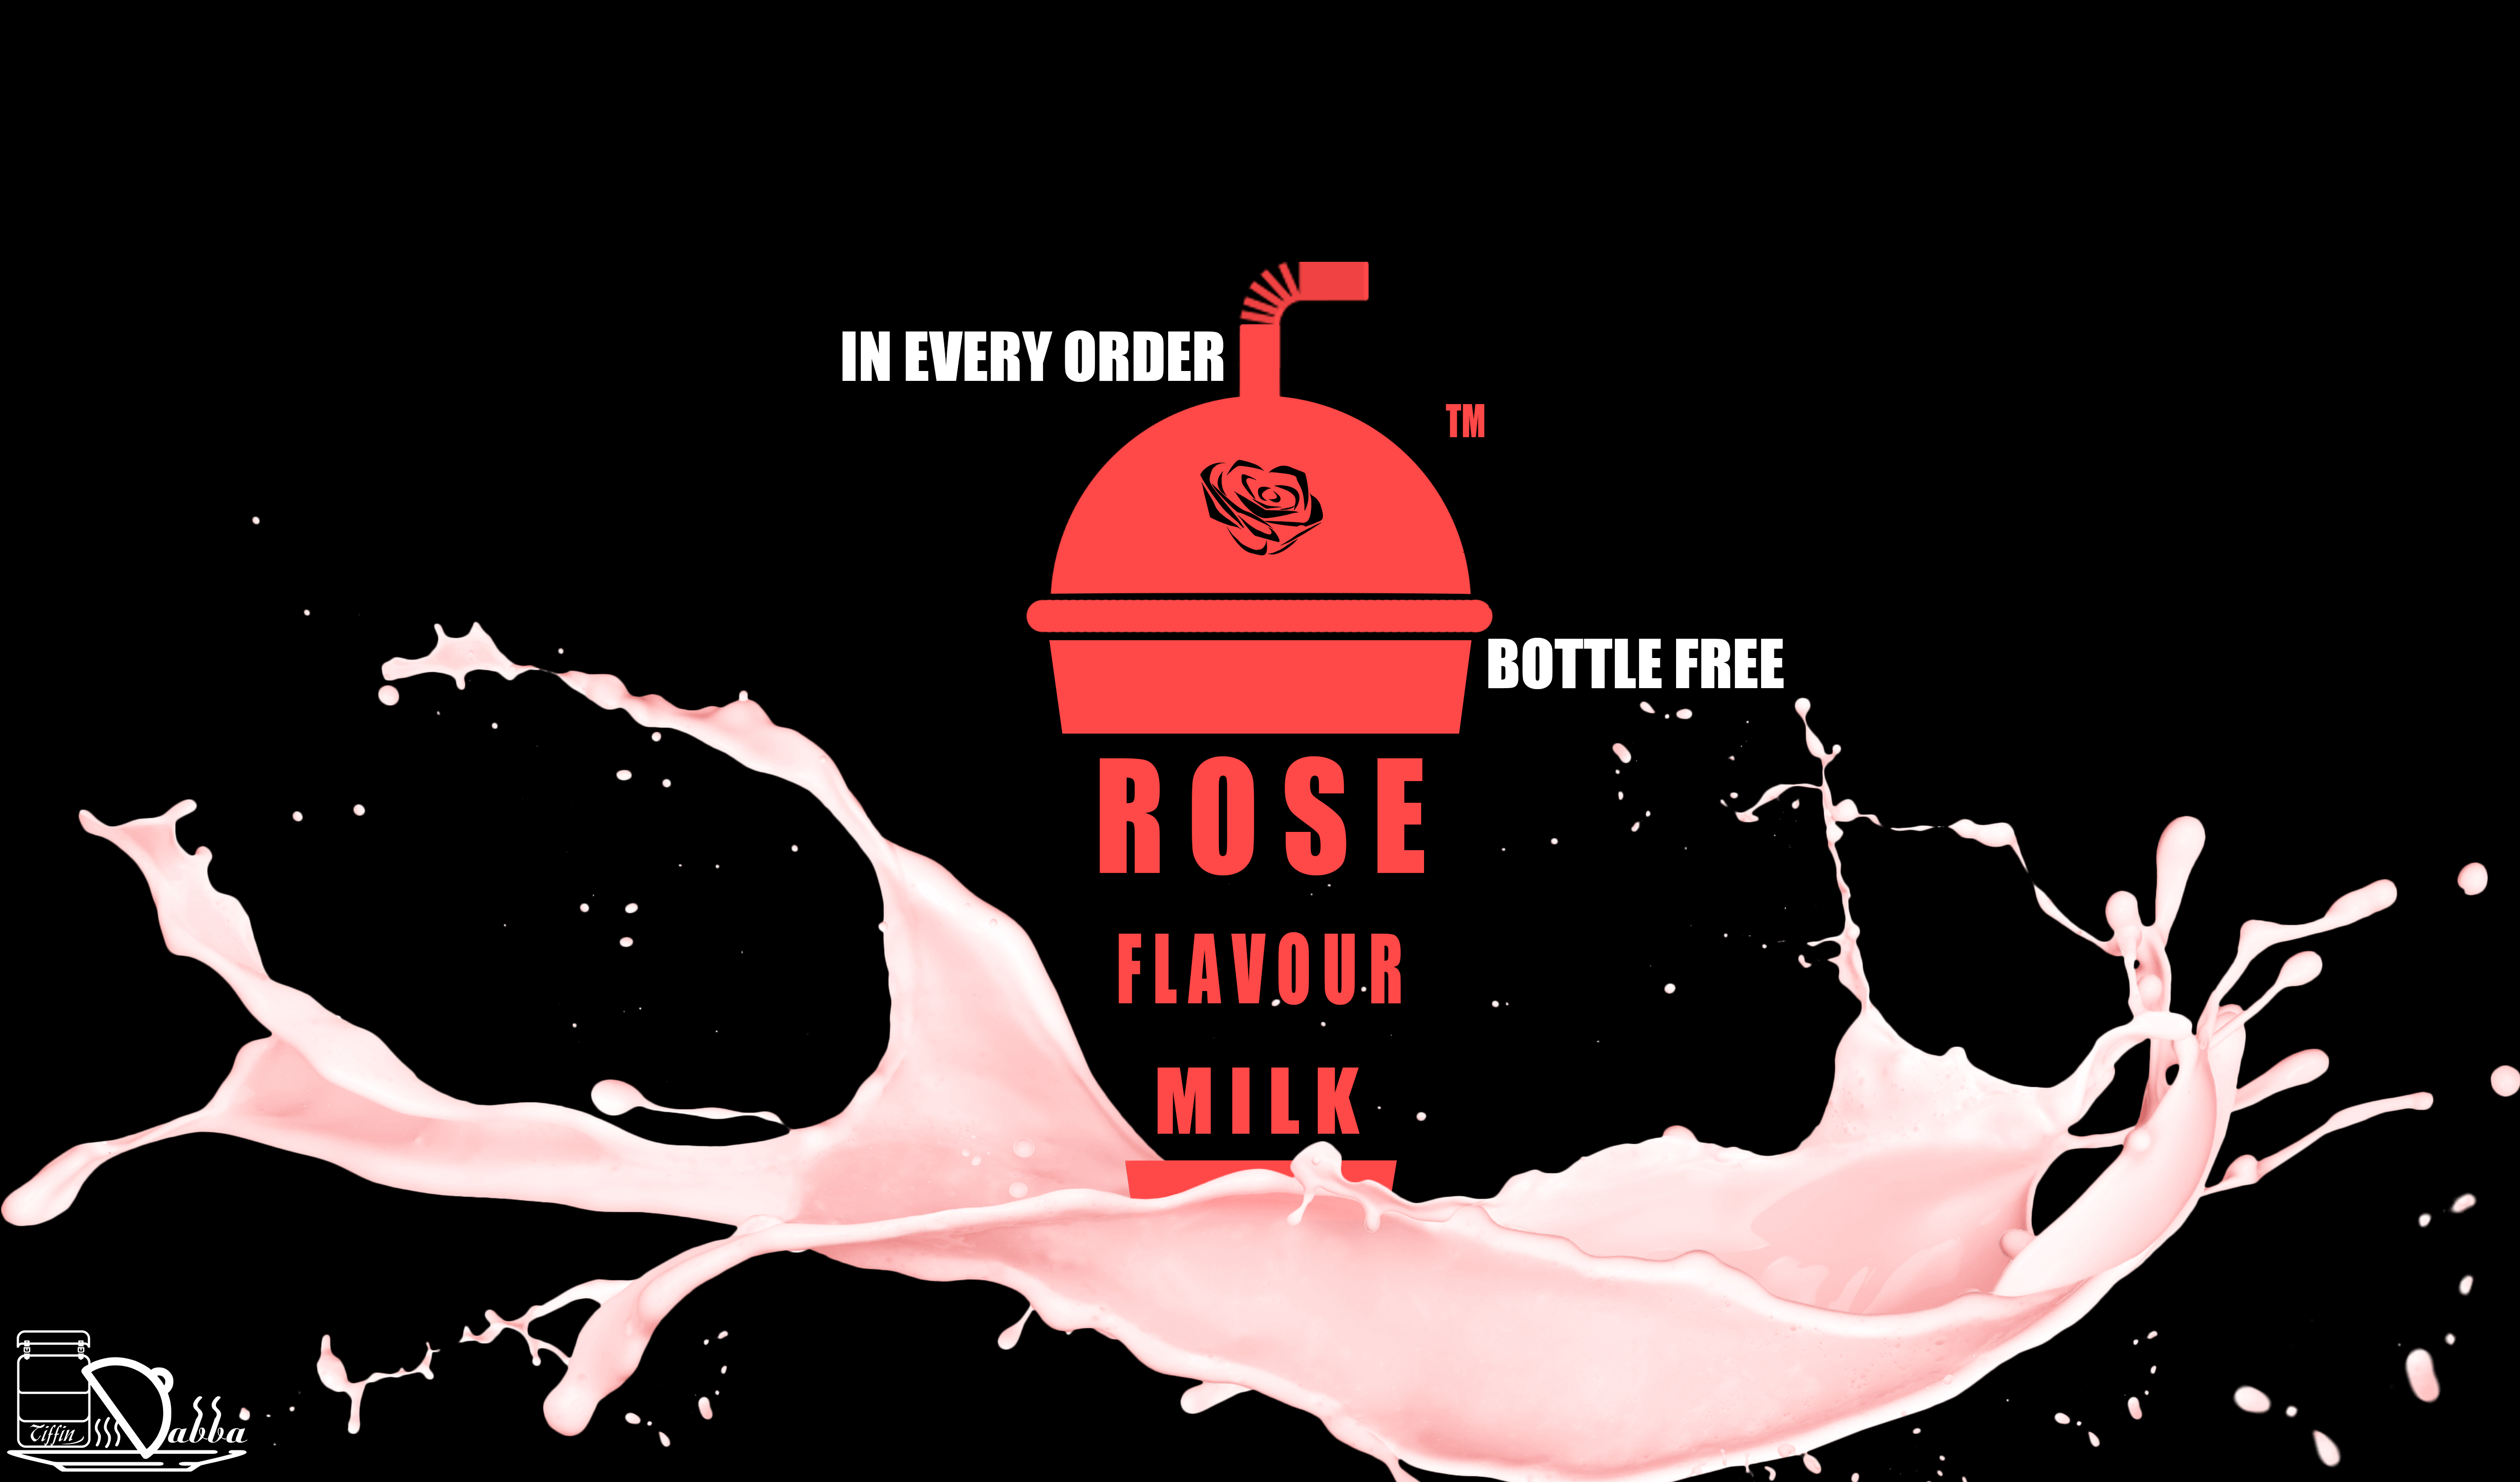 IN EVERY ORDER
TM
BOTTLE FREE
ROSE
FLAVOUR
MILK
Tiffin Dabba